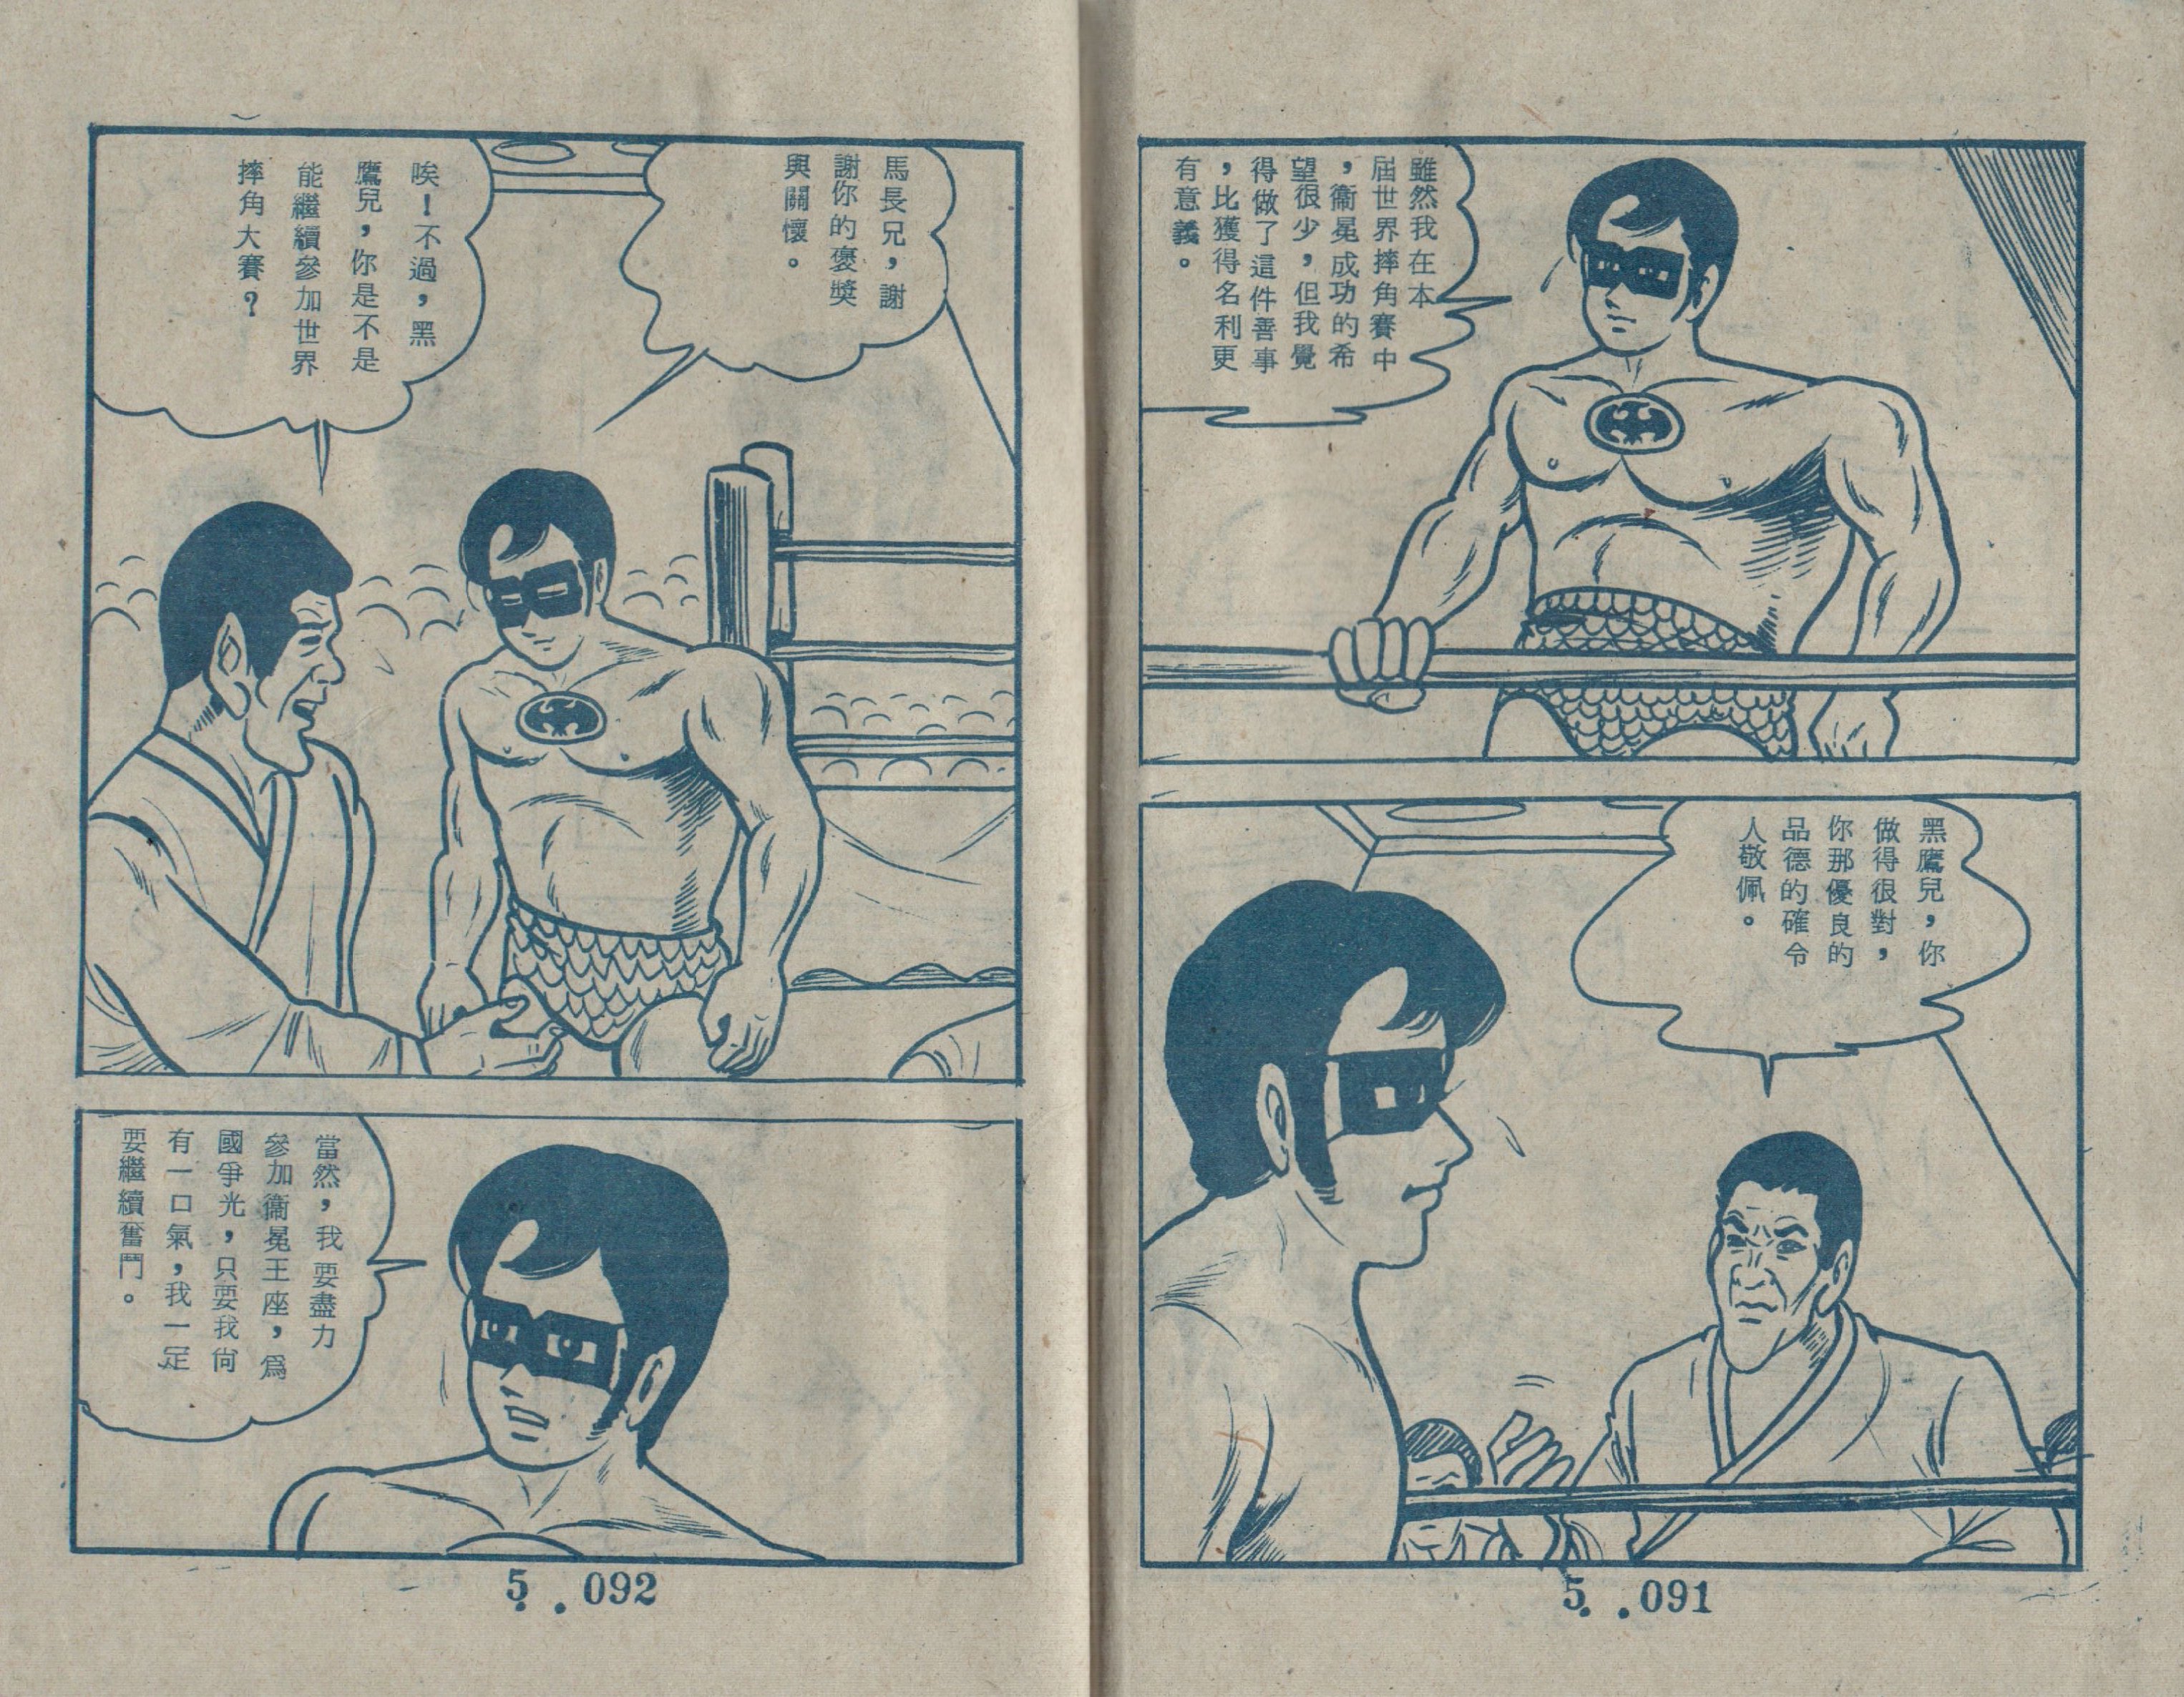 雖然我在本
屆世界摔角賽中
，衞冕成功的希
望很少，但我覺
得做了這件善事
，比獲得名利更
有意義。
黑鷹兒，你
做得很對，
你那優良的
品德的確令
人敬佩。
5. .091
馬長兄，謝
謝你的褒獎
與關懷。
唉！不過，黑
鷹兒，你是不是
能繼續參加世界
摔角大賽？
當然，我要盡力
參加衞冕王座，爲
國爭光，只要我尙
有一口氣，我一定
要繼續奮鬥。
5. .092